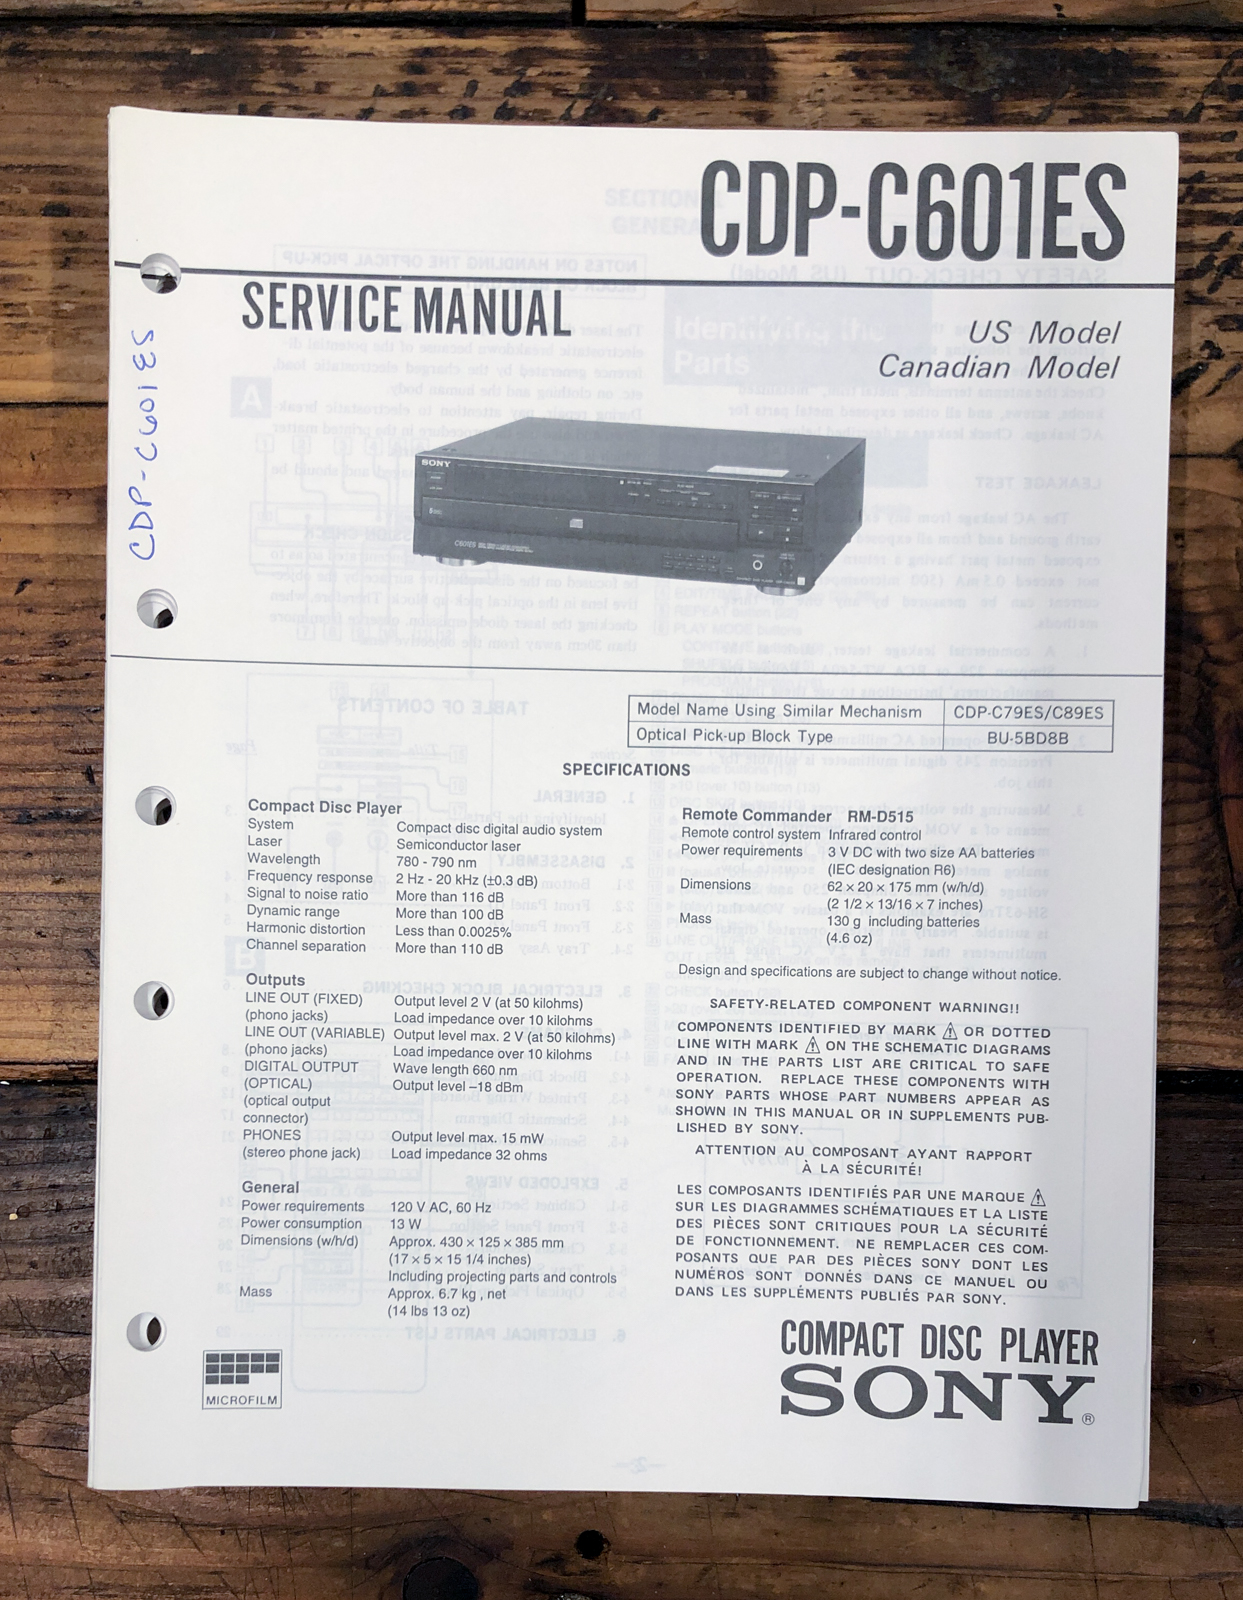 CDP-C601ES
SERVICE MANUAL
US Model
Canadian Model
CDP-C601ES
SONY
C601ES
Model Name Using Similar Mechanism CDP-C79ES/C89ES
Optical Pick-up Block Type BU-5BD8B
SPECIFICATIONS
Compact Disc Player
System Compact disc digital audio system
Laser Semiconductor laser
Wavelength 780 - 790 nm
Frequency response 2 Hz - 20 kHz (±0.3 dB)
Signal to noise ratio More than 116 dB
Dynamic range More than 100 dB
Harmonic distortion Less than 0.0025%
Channel separation More than 110 dB
Outputs
LINE OUT (FIXED) Output level 2 V (at 50 kilohms)
(phono jacks) Load impedance over 10 kilohms
LINE OUT (VARIABLE) Output level max. 2 V (at 50 kilohms)
(phono jacks) Load impedance over 10 kilohms
DIGITAL OUTPUT Wave length 660 nm
(OPTICAL) Output level –18 dBm
(optical output
connector)
PHONES Output level max. 15 mW
(stereo phone jack) Load impedance 32 ohms
General
Power requirements 120 V AC, 60 Hz
Power consumption 13 W
Dimensions (w/h/d) Approx. 430 × 125 × 385 mm
(17 × 5 × 15 1/4 inches)
Including projecting parts and controls
Mass Approx. 6.7 kg , net
(14 lbs 13 oz)
MICROFILM
Remote Commander RM-D515
Remote control system Infrared control
Power requirements 3 V DC with two size AA batteries
(IEC designation R6)
Dimensions 62 × 20 × 175 mm (w/h/d)
(2 1/2 × 13/16 × 7 inches)
Mass 130 g including batteries
(4.6 oz)
Design and specifications are subject to change without notice.
SAFETY-RELATED COMPONENT WARNING!!
COMPONENTS IDENTIFIED BY MARK ⚠ OR DOTTED
LINE WITH MARK ⚠ ON THE SCHEMATIC DIAGRAMS
AND IN THE PARTS LIST ARE CRITICAL TO SAFE
OPERATION. REPLACE THESE COMPONENTS WITH
SONY PARTS WHOSE PART NUMBERS APPEAR AS
SHOWN IN THIS MANUAL OR IN SUPPLEMENTS PUB-
LISHED BY SONY.
ATTENTION AU COMPOSANT AYANT RAPPORT
À LA SÉCURITÉ!
LES COMPOSANTS IDENTIFIÉS PAR UNE MARQUE ⚠
SUR LES DIAGRAMMES SCHÉMATIQUES ET LA LISTE
DES PIÈCES SONT CRITIQUES POUR LA SÉCURITÉ
DE FONCTIONNEMENT. NE REMPLACER CES COM-
POSANTS QUE PAR DES PIÈCES SONY DONT LES
NUMÉROS SONT DONNÉS DANS CE MANUEL OU
DANS LES SUPPLÉMENTS PUBLIÉS PAR SONY.
COMPACT DISC PLAYER
SONY®